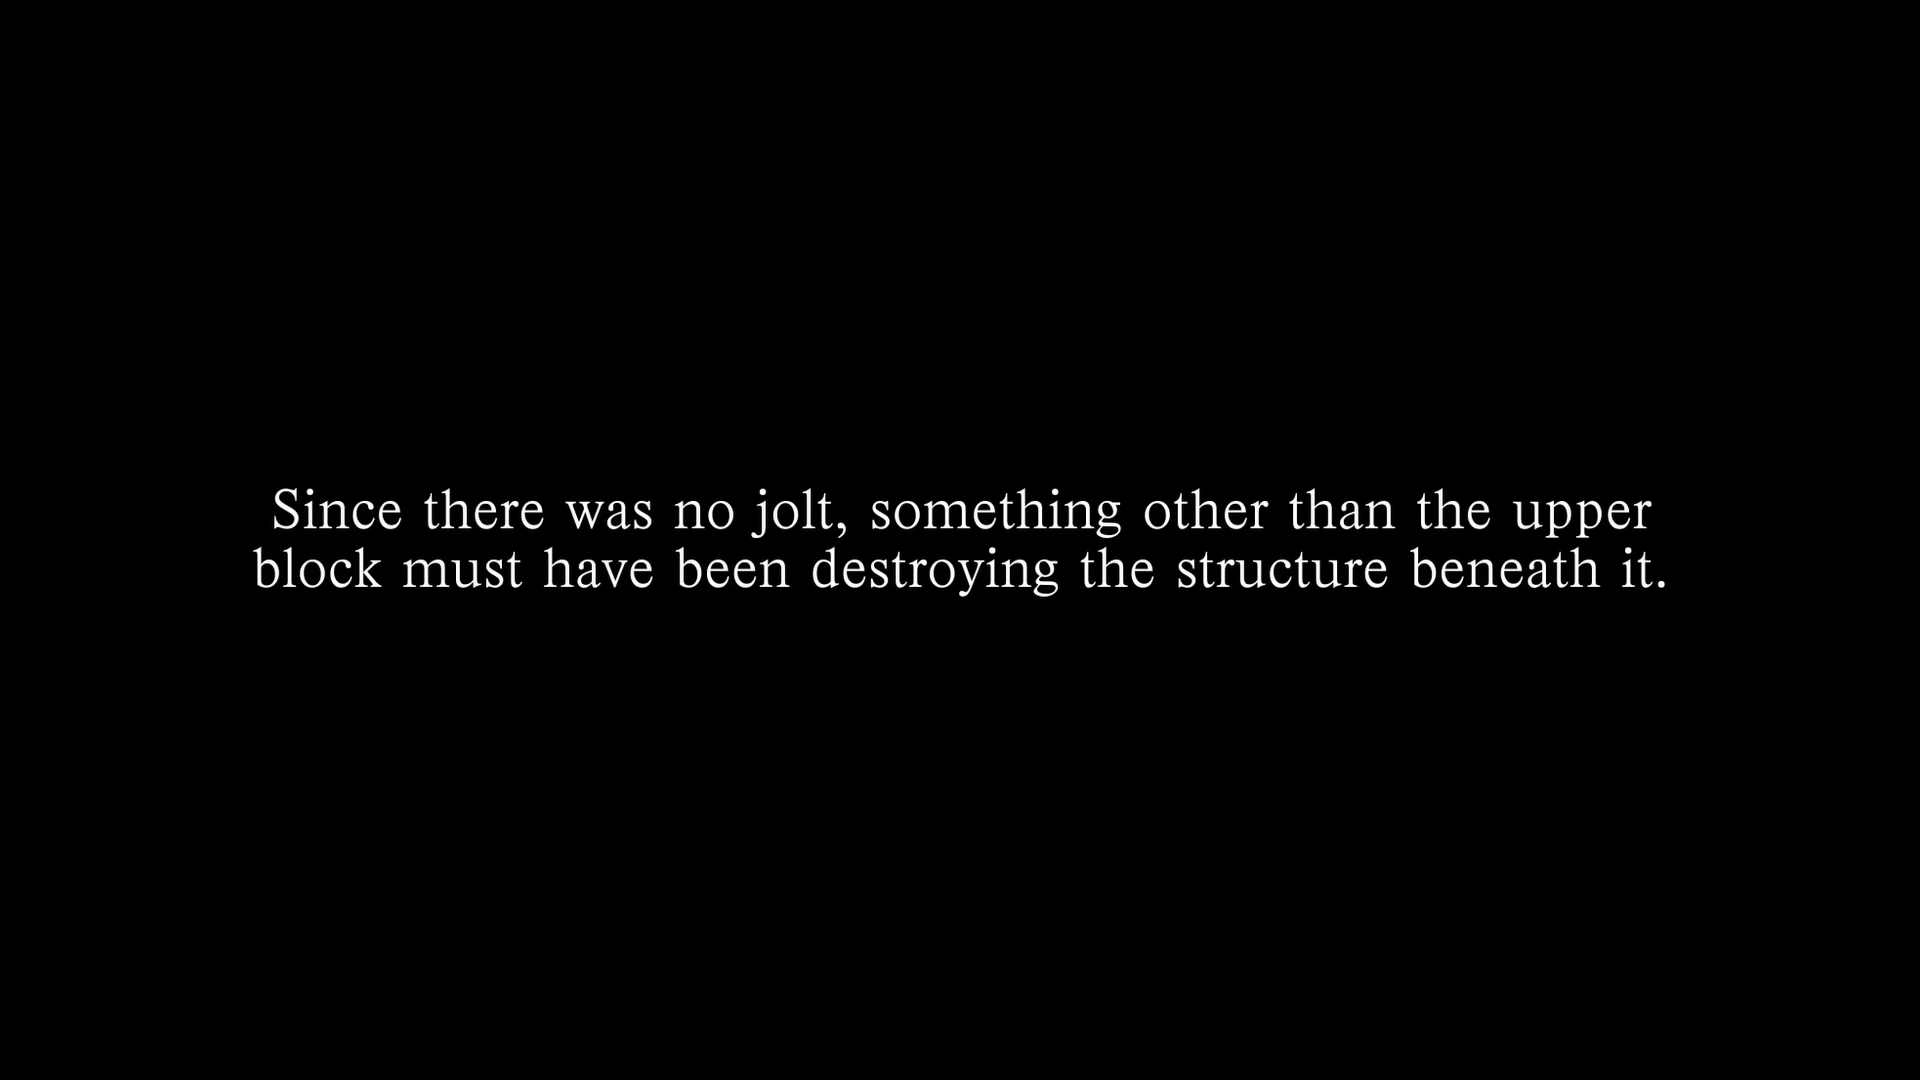 Since there was no jolt, something other than the upper
block must have been destroying the structure beneath it.